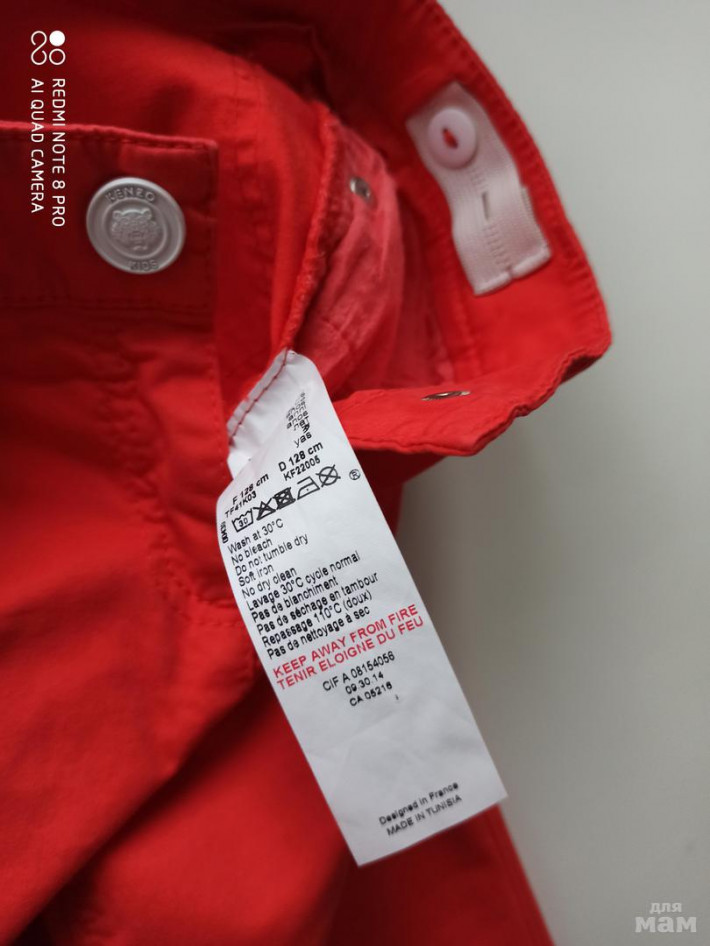 REDMI NOTE 8 PRO
AI QUAD CAMERA
KENZO
KIDS
F 128 cm D 128 cm
TF41K03 KF22005
30
Wash at 30°C
No bleach
Do not tumble dry
Soft iron
No dry clean
Lavage 30°C cycle normal
Pas de blanchiment
Pas de séchage en tambour
Repassage 110°C (doux)
Pas de nettoyage à sec
KEEP AWAY FROM FIRE
TENIR ELOIGNE DU FEU
CIF A 08154056
09.30.14
CA 05216
Designed in France
MADE IN TUNISIA
для
мам